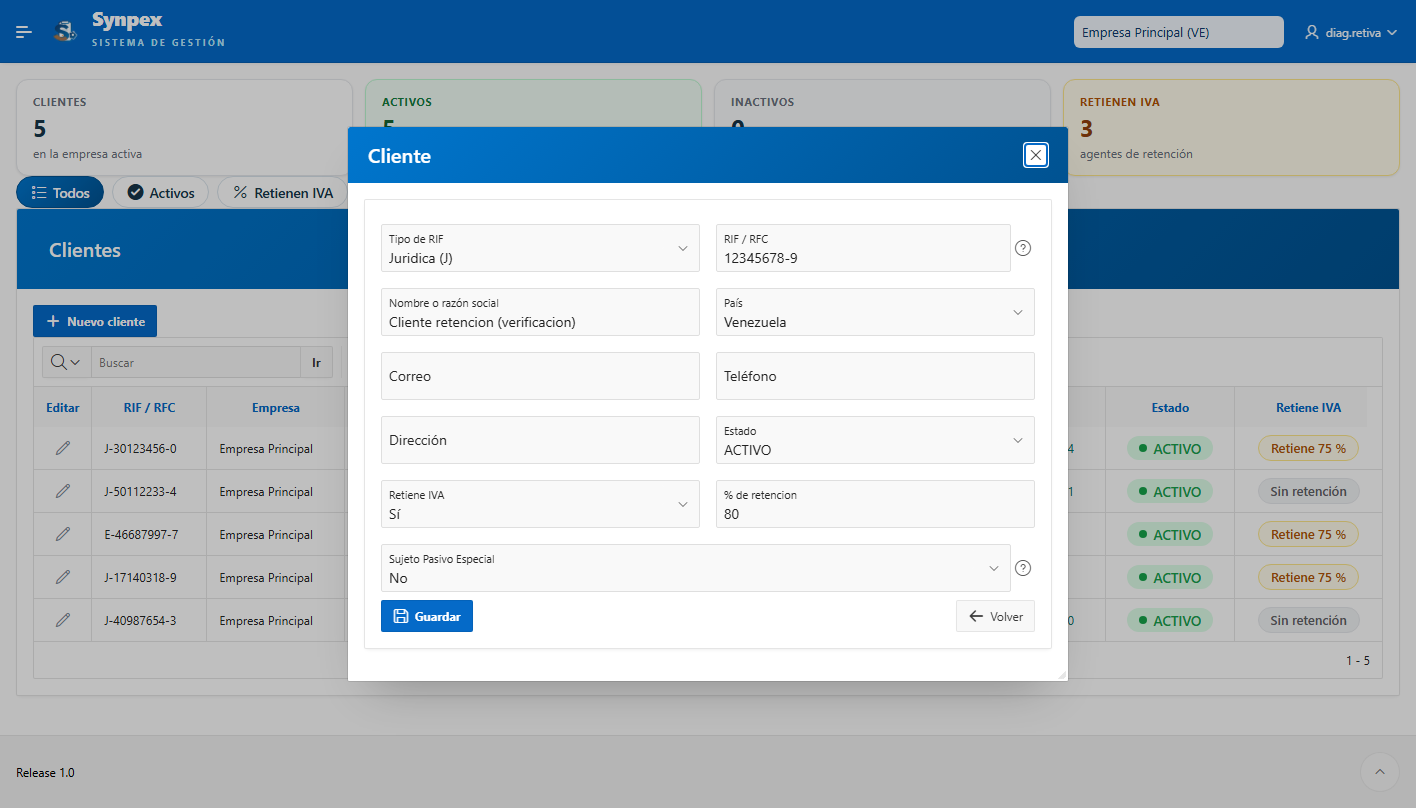 Synpex
SISTEMA DE GESTIÓN
Empresa Principal (VE)
diag.retiva
CLIENTES
5
en la empresa activa
ACTIVOS
5
INACTIVOS
0
RETIENEN IVA
3
agentes de retención
Todos
Activos
Retienen IVA
Clientes
Nuevo cliente
Buscar
Ir
Editar
RIF / RFC
Empresa
Estado
Retiene IVA
J-30123456-0
Empresa Principal
4
ACTIVO
Retiene 75 %
J-50112233-4
Empresa Principal
1
ACTIVO
Sin retención
E-46687997-7
Empresa Principal
ACTIVO
Retiene 75 %
J-17140318-9
Empresa Principal
ACTIVO
Retiene 75 %
J-40987654-3
Empresa Principal
0
ACTIVO
Sin retención
1 - 5
Cliente
Tipo de RIF
Juridica (J)
RIF / RFC
12345678-9
Nombre o razón social
Cliente retencion (verificacion)
País
Venezuela
Correo
Teléfono
Dirección
Estado
ACTIVO
Retiene IVA
Sí
% de retencion
80
Sujeto Pasivo Especial
No
Guardar
Volver
Release 1.0